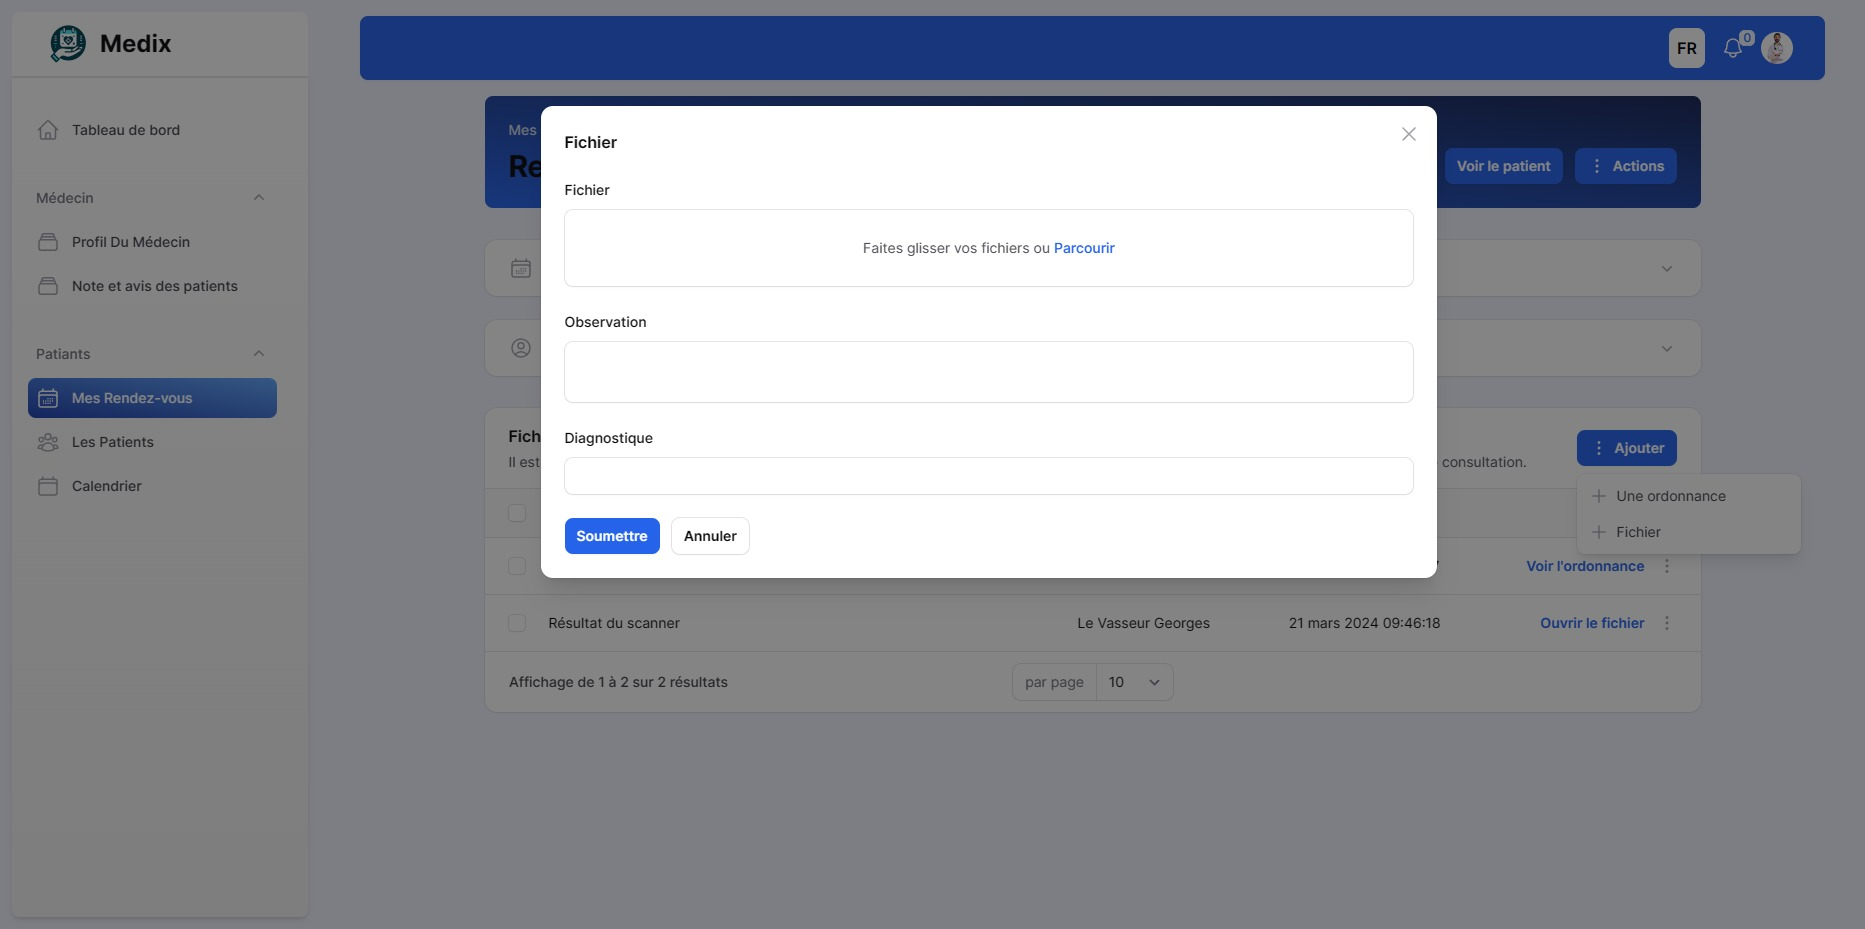 Medix
FR
0
Tableau de bord
Médecin
Profil Du Médecin
Note et avis des patients
Patiants
Mes Rendez-vous
Les Patients
Calendrier
Mes
Re
Voir le patient
Actions
Fichier
Fichier
Faites glisser vos fichiers ou Parcourir
Observation
Diagnostique
Soumettre
Annuler
Fich
Il est
consultation.
Ajouter
Une ordonnance
Fichier
Voir l'ordonnance
Résultat du scanner
Le Vasseur Georges
21 mars 2024 09:46:18
Ouvrir le fichier
Affichage de 1 à 2 sur 2 résultats
par page
10